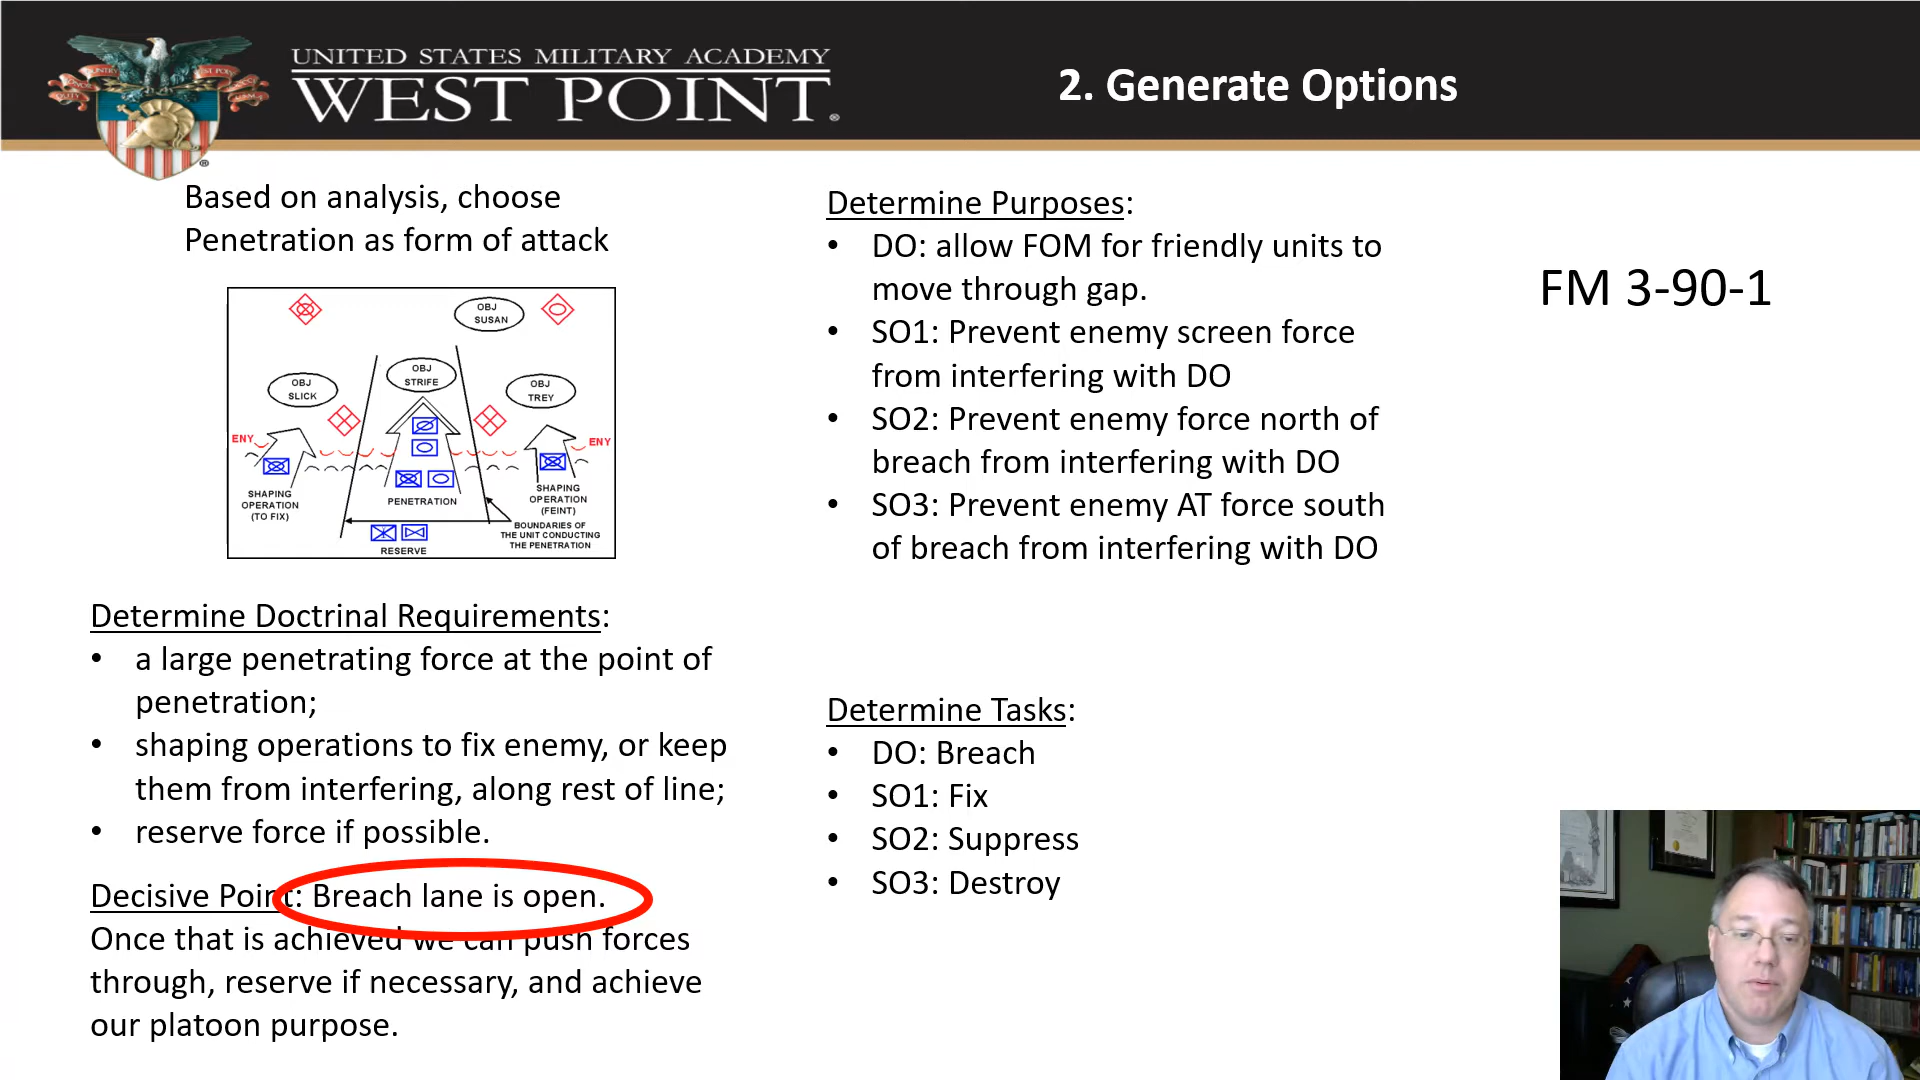 UNITED STATES MILITARY ACADEMY
WEST POINT®
2. Generate Options
Based on analysis, choose
Penetration as form of attack
OBJ
SUSAN
OBJ
STRIFE
OBJ
SLICK
OBJ
TREY
ENY
ENY
SHAPING
OPERATION
(TO FIX)
PENETRATION
SHAPING
OPERATION
(FEINT)
BOUNDARIES OF
THE UNIT CONDUCTING
THE PENETRATION
RESERVE
Determine Doctrinal Requirements:
• a large penetrating force at the point of
penetration;
• shaping operations to fix enemy, or keep
them from interfering, along rest of line;
• reserve force if possible.
Decisive Point: Breach lane is open.
Once that is achieved we can push forces
through, reserve if necessary, and achieve
our platoon purpose.
Determine Purposes:
• DO: allow FOM for friendly units to
move through gap.
• SO1: Prevent enemy screen force
from interfering with DO
• SO2: Prevent enemy force north of
breach from interfering with DO
• SO3: Prevent enemy AT force south
of breach from interfering with DO
Determine Tasks:
• DO: Breach
• SO1: Fix
• SO2: Suppress
• SO3: Destroy
FM 3-90-1